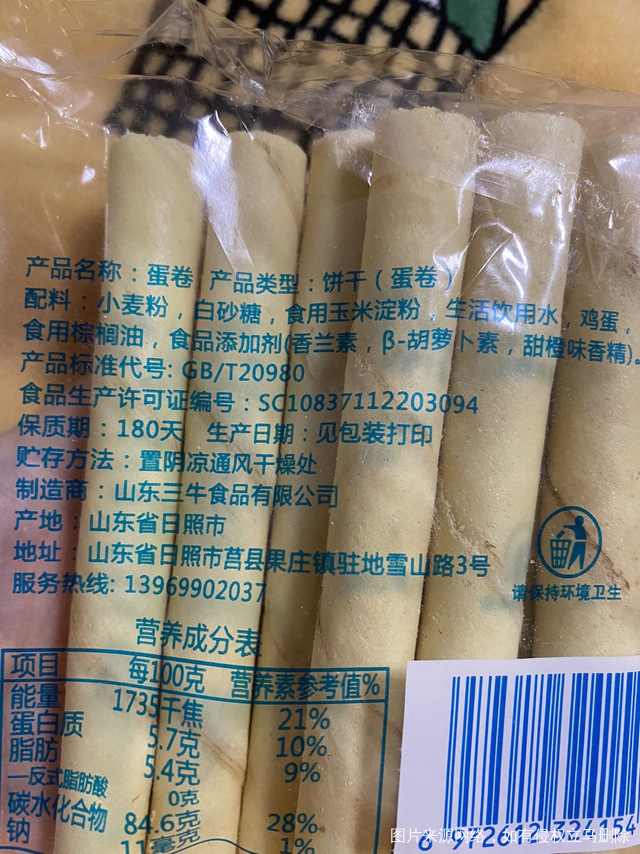 产品名称：蛋卷 产品类型：饼干（蛋卷）
配料：小麦粉，白砂糖，食用玉米淀粉，生活饮用水，鸡蛋，
食用棕榈油，食品添加剂(香兰素，β-胡萝卜素，甜橙味香精)。
产品标准代号: GB/T20980
食品生产许可证编号：SC10837112203094
保质期：180天 生产日期：见包装打印
贮存方法：置阴凉通风干燥处
制造商：山东三牛食品有限公司
产地：山东省日照市
地址：山东省日照市莒县果庄镇驻地雪山路3号
服务热线: 13969902037
请保持环境卫生
营养成分表
项目 每100克 营养素参考值%
能量 1735千焦 21%
蛋白质 5.7克 10%
脂肪 5.4克 9%
—反式脂肪酸 0克
碳水化合物 84.6克 28%
钠 毫克 1%
图片来源网络，如有侵权立马删除